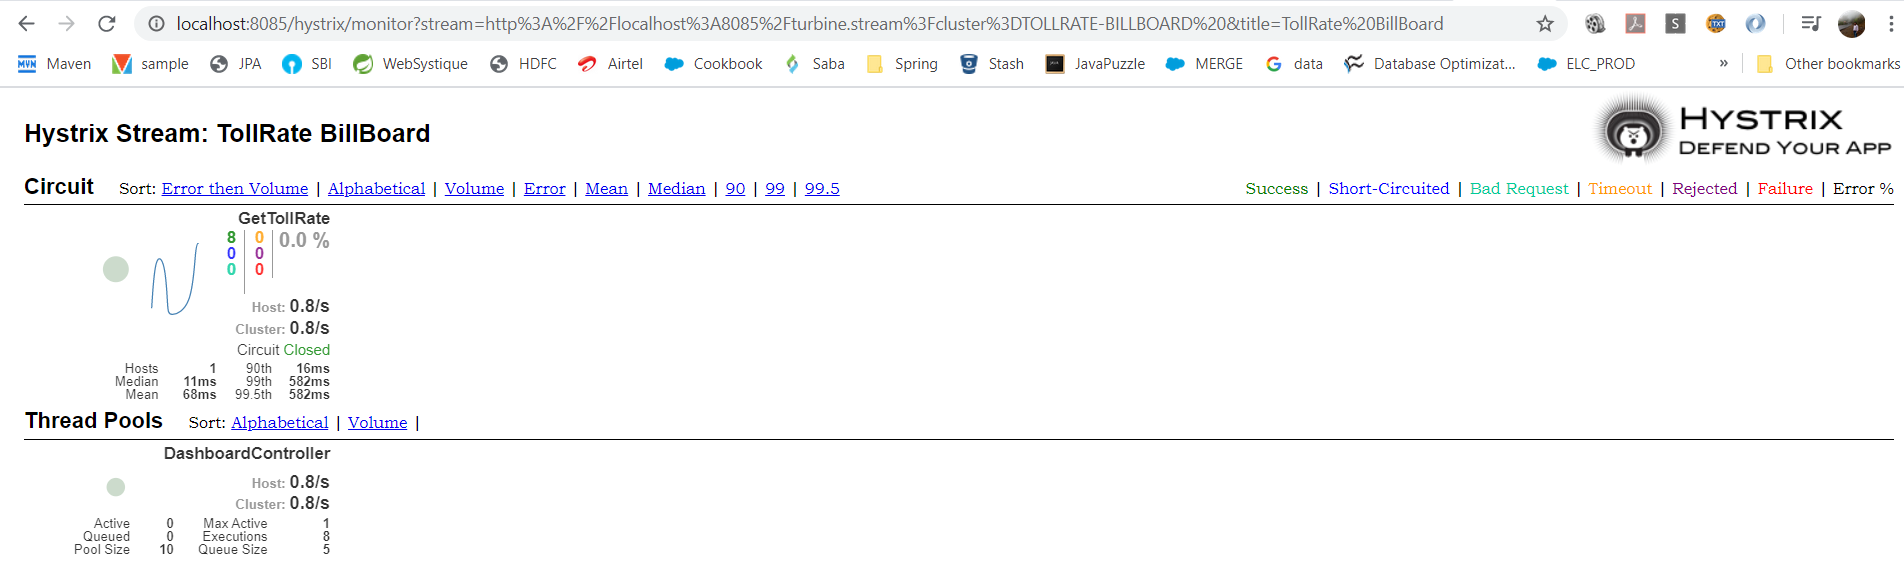 localhost:8085/hystrix/monitor?stream=http%3A%2F%2Flocalhost%3A8085%2Fturbine.stream%3Fcluster%3DTOLLRATE-BILLBOARD%20&title=TollRate%20BillBoard
S
TXT
MVN Maven sample JPA SBI WebSystique HDFC Airtel Cookbook Saba Spring Stash JavaPuzzle MERGE data Database Optimizat... ELC_PROD » Other bookmarks
Hystrix Stream: TollRate BillBoard
HYSTRIX
DEFEND YOUR APP
Circuit Sort: Error then Volume | Alphabetical | Volume | Error | Mean | Median | 90 | 99 | 99.5
Success | Short-Circuited | Bad Request | Timeout | Rejected | Failure | Error %
GetTollRate
8 0 0.0 %
0 0
0 0
Host: 0.8/s
Cluster: 0.8/s
Circuit Closed
Hosts 1 90th 16ms
Median 11ms 99th 582ms
Mean 68ms 99.5th 582ms
Thread Pools Sort: Alphabetical | Volume |
DashboardController
Host: 0.8/s
Cluster: 0.8/s
Active 0 Max Active 1
Queued 0 Executions 8
Pool Size 10 Queue Size 5